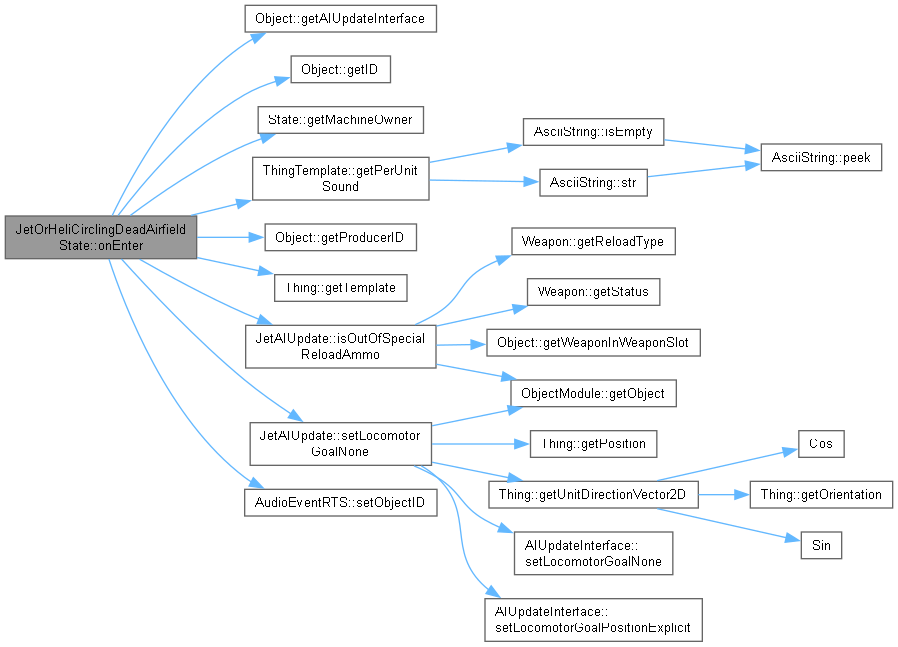 Object::getAIUpdateInterface
Object::getID
State::getMachineOwner
AsciiString::isEmpty
AsciiString::peek
ThingTemplate::getPerUnit
Sound
AsciiString::str
JetOrHeliCirclingDeadAirfield
State::onEnter
Object::getProducerID
Weapon::getReloadType
Thing::getTemplate
Weapon::getStatus
JetAIUpdate::isOutOfSpecial
ReloadAmmo
Object::getWeaponInWeaponSlot
ObjectModule::getObject
JetAIUpdate::setLocomotor
GoalNone
Thing::getPosition
Cos
Thing::getUnitDirectionVector2D
Thing::getOrientation
AudioEventRTS::setObjectID
Sin
AIUpdateInterface::
setLocomotorGoalNone
AIUpdateInterface::
setLocomotorGoalPositionExplicit